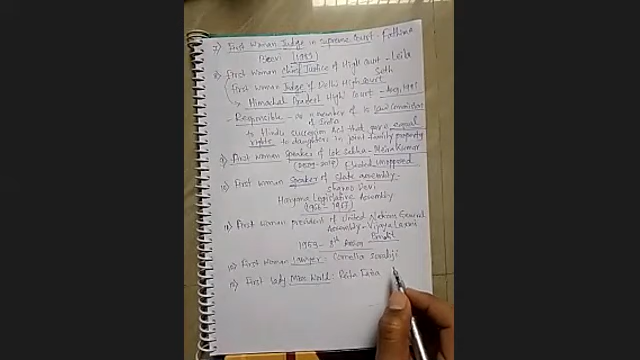 7) First Woman Judge in Supreme Court - Fathima
Beevi (1989)
8) First Woman Chief Justice of High Court - Leila
Seth
First Woman Judge of Delhi High Court
Himachal Pradesh High Court - Aug, 1991
- Responsible - as a member of 15 Law Commission
of India
to Hindu succession Act that gave equal
rights to daughters in joint family property
9) First Woman Speaker of Lok Sabha - Meira Kumar
(2009-2014) Elected unopposed
10) First Woman Speaker of State assembly -
Shanno Devi
Haryana Legislative Assembly
(1966 - 1967)
11) First Woman president of United Nations General
Assembly - Vijaya Laxmi
Pandit
1953 - 8th
First Woman Lawyer : Cornelia Sorabji
First lady Miss World : Rita Faria